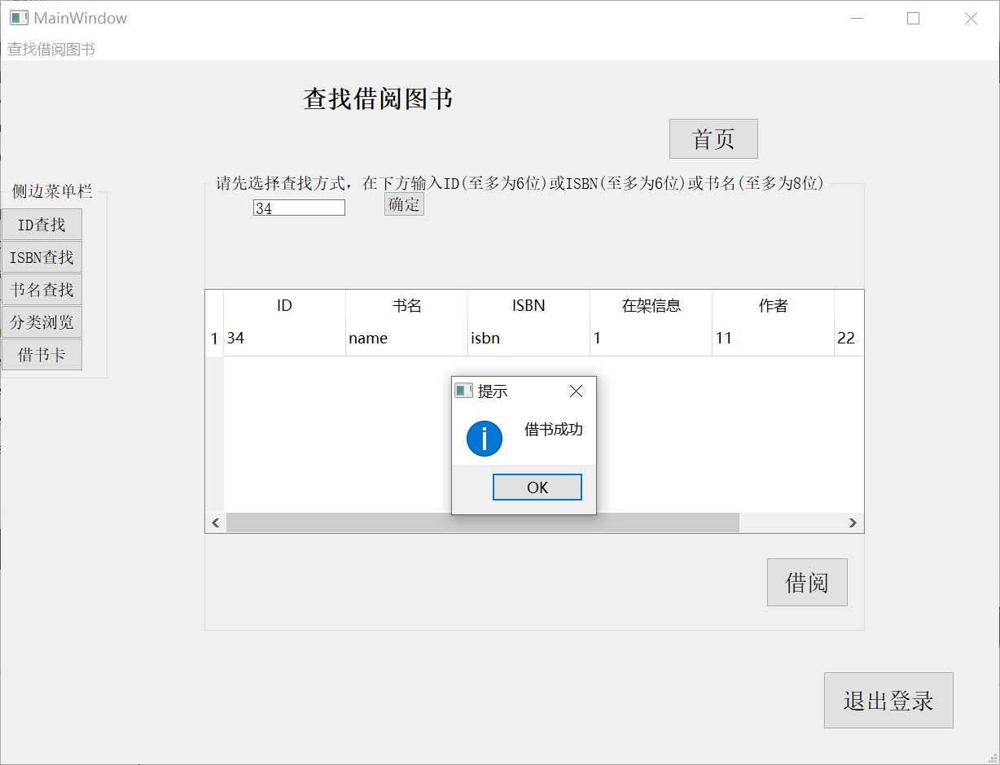 MainWindow
查找借阅图书
查找借阅图书
首页
请先选择查找方式，在下方输入ID(至多为6位)或ISBN(至多为6位)或书名(至多为8位)
34
确定
侧边菜单栏
ID查找
ISBN查找
书名查找
分类浏览
借书卡
ID 书名 ISBN 在架信息 作者
1 34 name isbn 1 11 22
提示
借书成功
OK
借阅
退出登录